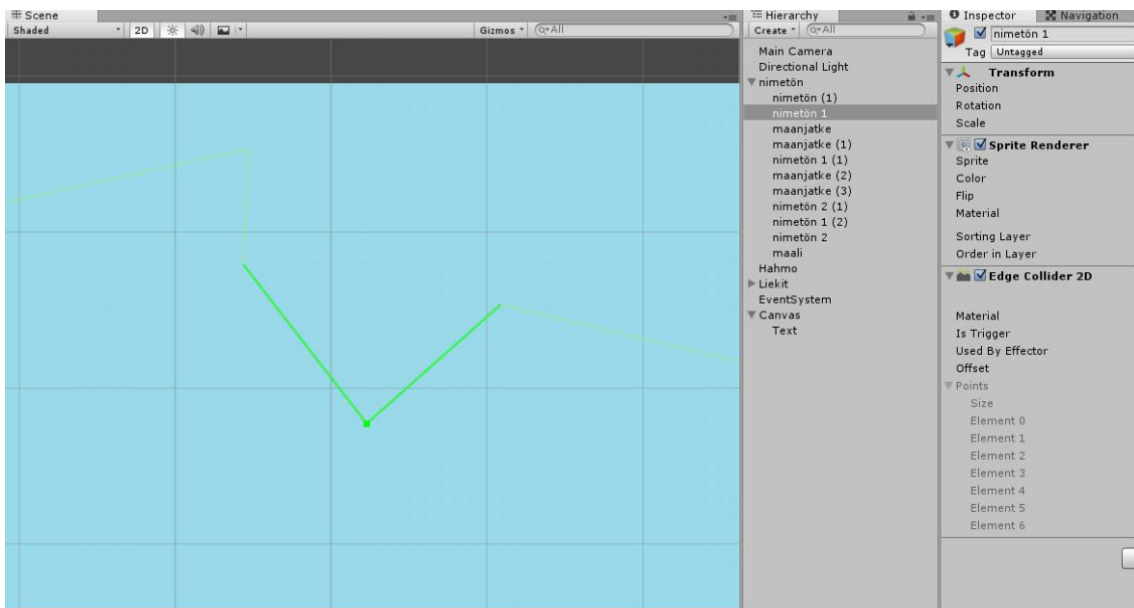 Scene
Shaded
2D
Gizmos
All
Hierarchy
Create
All
Main Camera
Directional Light
nimetön
nimetön (1)
nimetön 1
maanjatke
maanjatke (1)
nimetön 1 (1)
maanjatke (2)
maanjatke (3)
nimetön 2 (1)
nimetön 1 (2)
nimetön 2
maali
Hahmo
Liekit
EventSystem
Canvas
Text
Inspector
Navigation
nimetön 1
Tag Untagged
Transform
Position
Rotation
Scale
Sprite Renderer
Sprite
Color
Flip
Material
Sorting Layer
Order in Layer
Edge Collider 2D
Material
Is Trigger
Used By Effector
Offset
Points
Size
Element 0
Element 1
Element 2
Element 3
Element 4
Element 5
Element 6